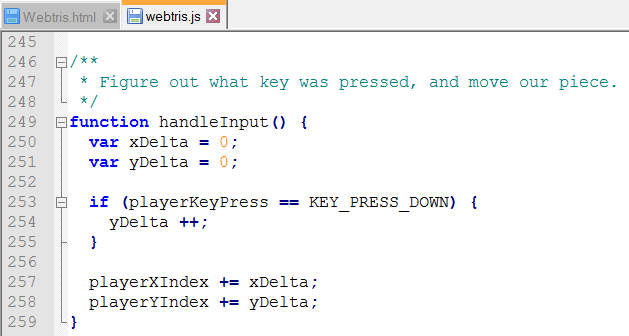 Webtris.html webtris.js
245
246 /**
247  * Figure out what key was pressed, and move our piece.
248  */
249 function handleInput() {
250   var xDelta = 0;
251   var yDelta = 0;
252
253   if (playerKeyPress == KEY_PRESS_DOWN) {
254     yDelta ++;
255   }
256
257   playerXIndex += xDelta;
258   playerYIndex += yDelta;
259 }